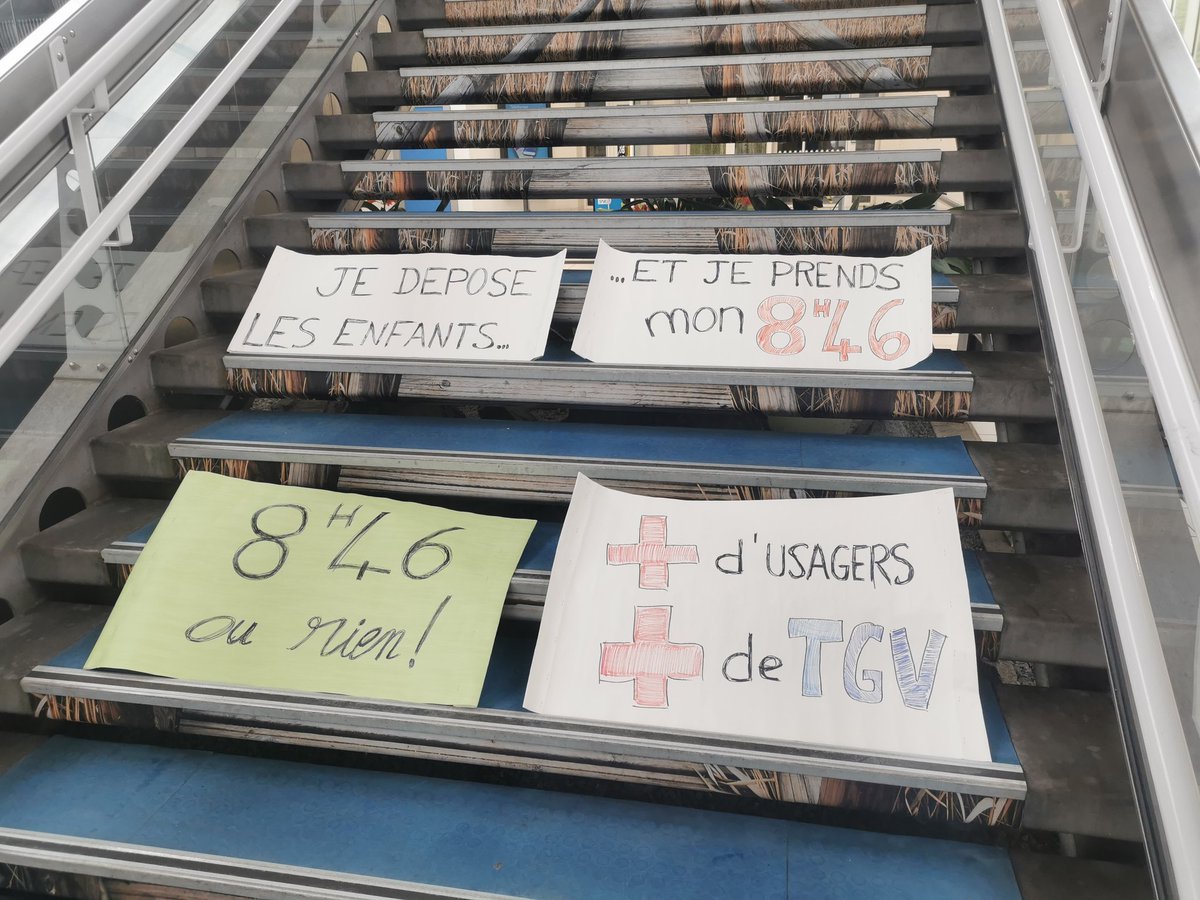 JE DEPOSE
LES ENFANTS...
...ET JE PRENDS
mon 8H46
8H46
ou rien!
+ d'USAGERS
+ de TGV